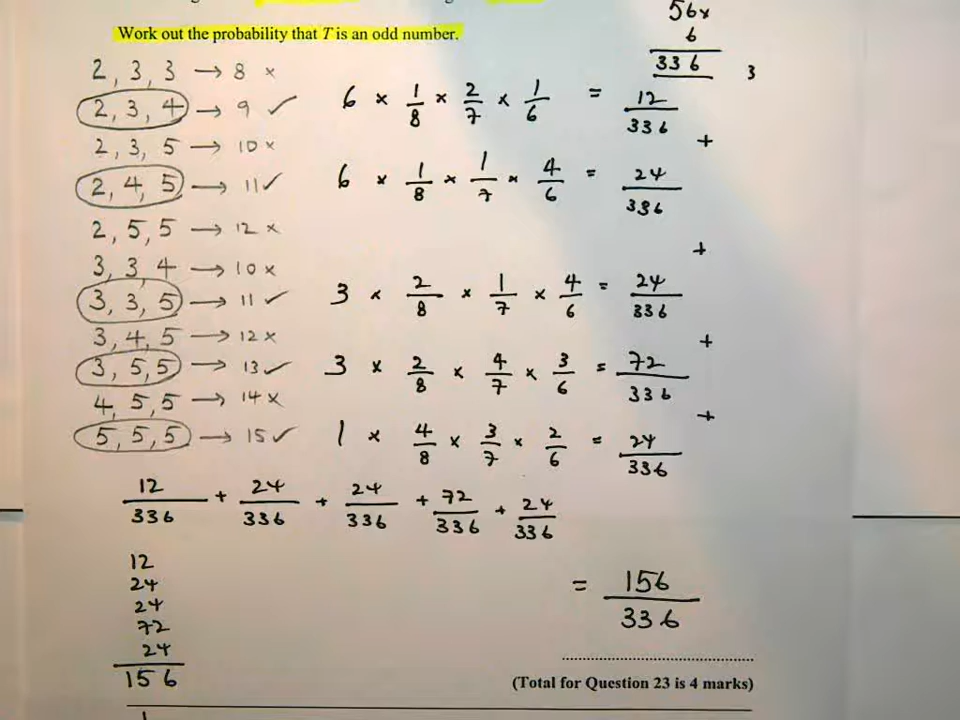 Work out the probability that T is an odd number.
56 ×
6
336
3
2, 3, 3 → 8 ×
2, 3, 4 → 9 ✓ 6 × 1/8 × 2/7 × 1/6 = 12/336
+
2, 3, 5 → 10 ×
2, 4, 5 → 11 ✓ 6 × 1/8 × 1/7 × 4/6 = 24/336
+
2, 5, 5 → 12 ×
3, 3, 4 → 10 ×
3, 3, 5 → 11 ✓ 3 × 2/8 × 1/7 × 4/6 = 24/336
+
3, 4, 5 → 12 ×
3, 5, 5 → 13 ✓ 3 × 2/8 × 4/7 × 3/6 = 72/336
+
4, 5, 5 → 14 ×
5, 5, 5 → 15 ✓ 1 × 4/8 × 3/7 × 2/6 = 24/336
12/336 + 24/336 + 24/336 + 72/336 + 24/336
12
24
24
72
24
156
1
= 156/336
(Total for Question 23 is 4 marks)